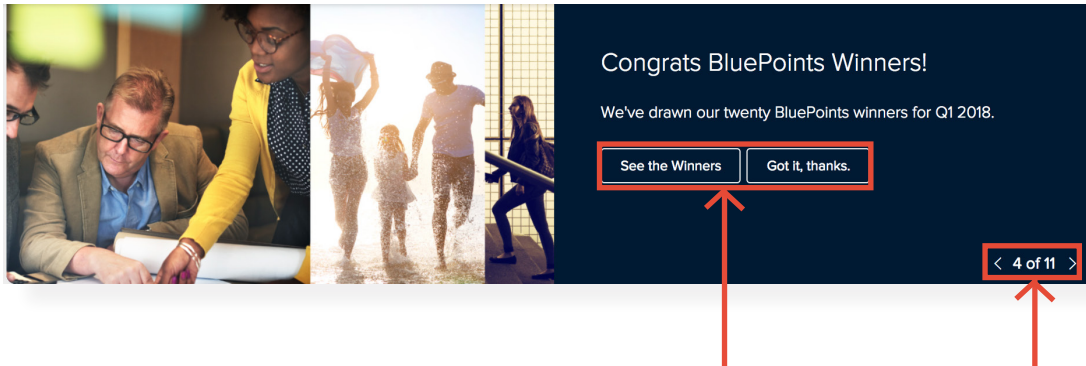 Congrats BluePoints Winners!
We've drawn our twenty BluePoints winners for Q1 2018.
See the Winners Got it, thanks.
< 4 of 11 >